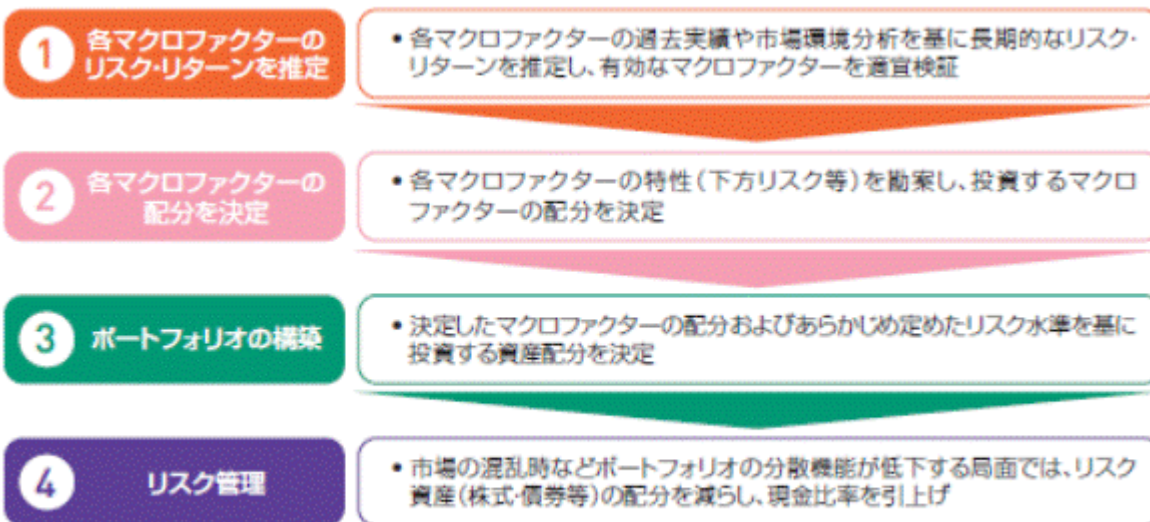 1
各マクロファクターの
リスク・リターンを推定
• 各マクロファクターの過去実績や市場環境分析を基に長期的なリスク・
リターンを推定し、有効なマクロファクターを適宜検証
2
各マクロファクターの
配分を決定
• 各マクロファクターの特性(下方リスク等)を勘案し、投資するマクロ
ファクターの配分を決定
3
ポートフォリオの構築
• 決定したマクロファクターの配分およびあらかじめ定めたリスク水準を基に
投資する資産配分を決定
4
リスク管理
• 市場の混乱時などポートフォリオの分散機能が低下する局面では、リスク
資産(株式・債券等)の配分を減らし、現金比率を引上げ